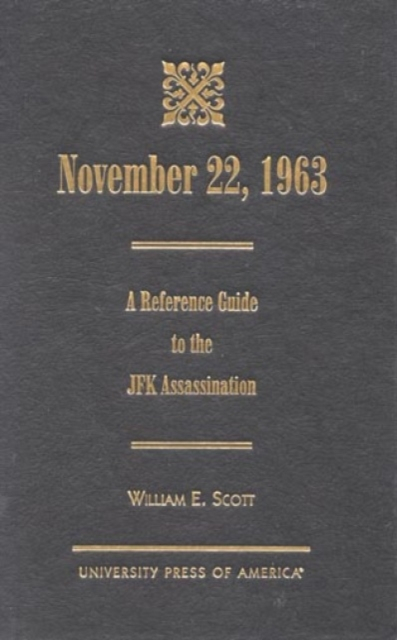 November 22, 1963
A Reference Guide
to the
JFK Assassination
WILLIAM E. SCOTT
UNIVERSITY PRESS OF AMERICA®